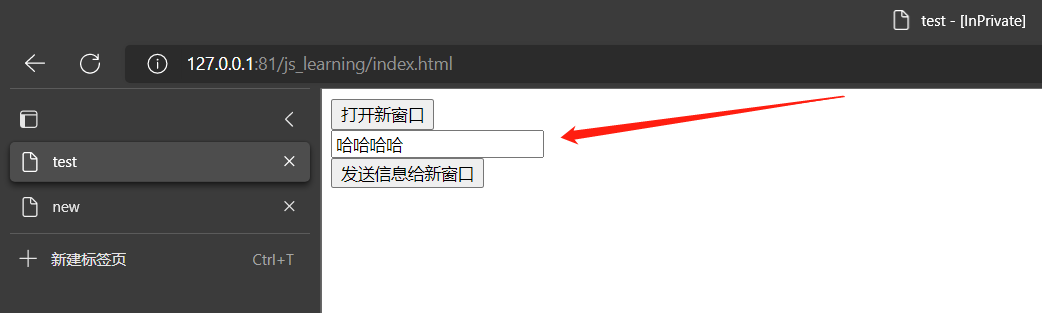 test - [InPrivate]
127.0.0.1:81/js_learning/index.html
打开新窗口
哈哈哈哈
test
发送信息给新窗口
new
新建标签页 Ctrl+T